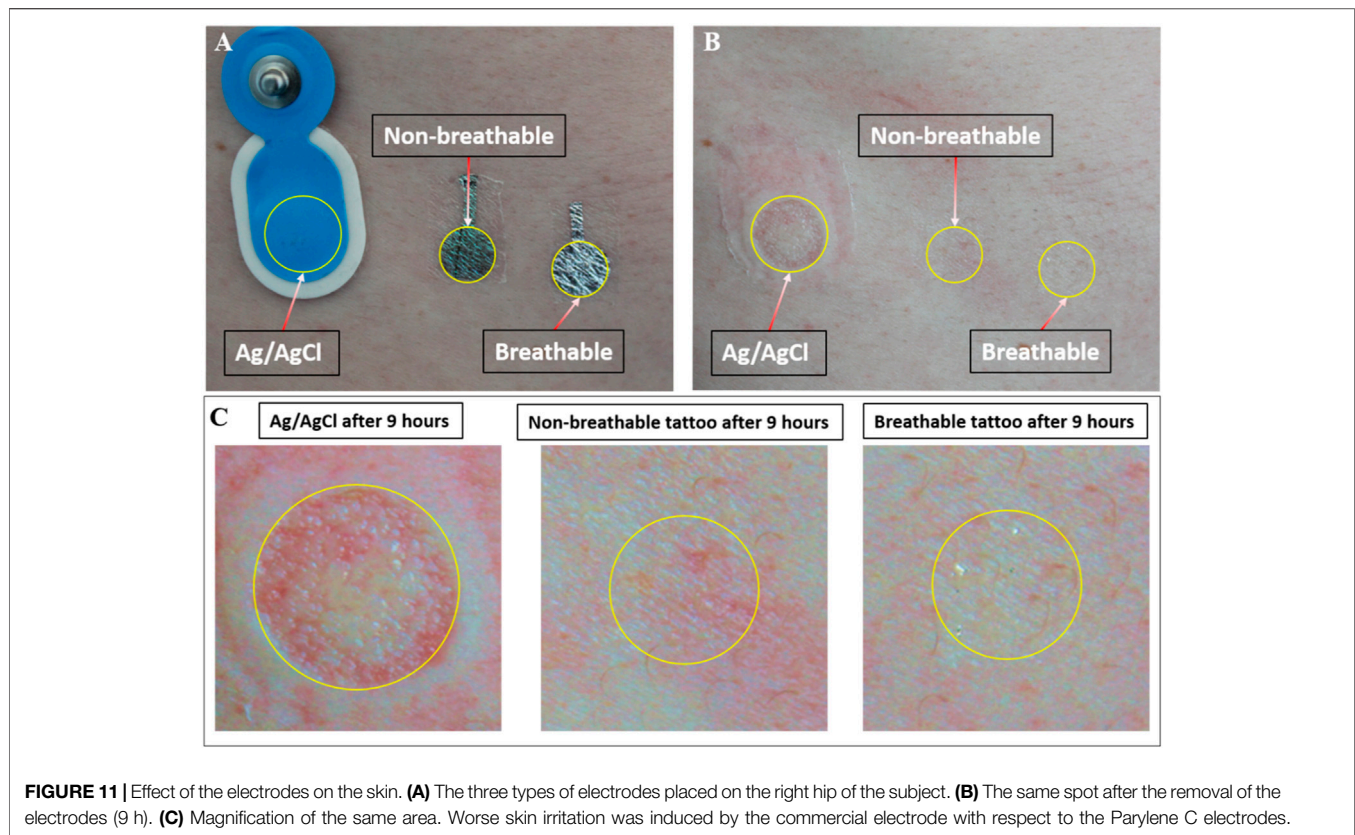 A
Non-breathable
Ag/AgCl
Breathable
B
Non-breathable
Ag/AgCl
Breathable
C
Ag/AgCl after 9 hours
Non-breathable tattoo after 9 hours
Breathable tattoo after 9 hours
FIGURE 11 | Effect of the electrodes on the skin. (A) The three types of electrodes placed on the right hip of the subject. (B) The same spot after the removal of the
electrodes (9 h). (C) Magnification of the same area. Worse skin irritation was induced by the commercial electrode with respect to the Parylene C electrodes.